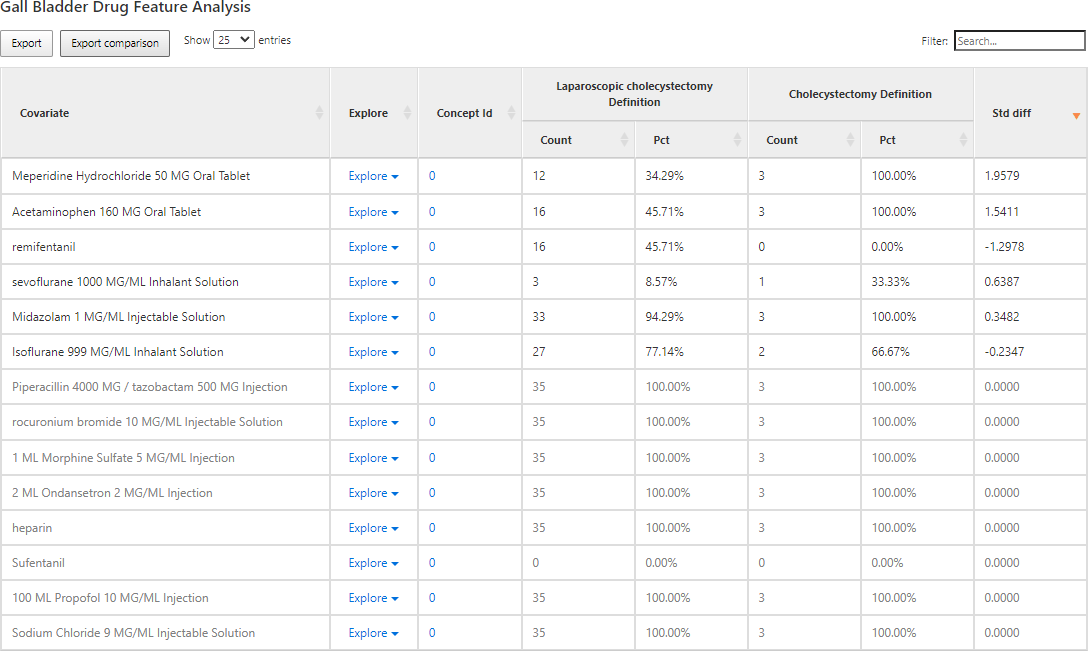 Gall Bladder Drug Feature Analysis
Export Export comparison Show 25 entries Filter: Search...
Laparoscopic cholecystectomy
Definition
Cholecystectomy Definition
Covariate Explore Concept Id Std diff
Count Pct Count Pct
Meperidine Hydrochloride 50 MG Oral Tablet Explore 0 12 34.29% 3 100.00% 1.9579
Acetaminophen 160 MG Oral Tablet Explore 0 16 45.71% 3 100.00% 1.5411
remifentanil Explore 0 16 45.71% 0 0.00% -1.2978
sevoflurane 1000 MG/ML Inhalant Solution Explore 0 3 8.57% 1 33.33% 0.6387
Midazolam 1 MG/ML Injectable Solution Explore 0 33 94.29% 3 100.00% 0.3482
Isoflurane 999 MG/ML Inhalant Solution Explore 0 27 77.14% 2 66.67% -0.2347
Piperacillin 4000 MG / tazobactam 500 MG Injection Explore 0 35 100.00% 3 100.00% 0.0000
rocuronium bromide 10 MG/ML Injectable Solution Explore 0 35 100.00% 3 100.00% 0.0000
1 ML Morphine Sulfate 5 MG/ML Injection Explore 0 35 100.00% 3 100.00% 0.0000
2 ML Ondansetron 2 MG/ML Injection Explore 0 35 100.00% 3 100.00% 0.0000
heparin Explore 0 35 100.00% 3 100.00% 0.0000
Sufentanil Explore 0 0 0.00% 0 0.00% 0.0000
100 ML Propofol 10 MG/ML Injection Explore 0 35 100.00% 3 100.00% 0.0000
Sodium Chloride 9 MG/ML Injectable Solution Explore 0 35 100.00% 3 100.00% 0.0000